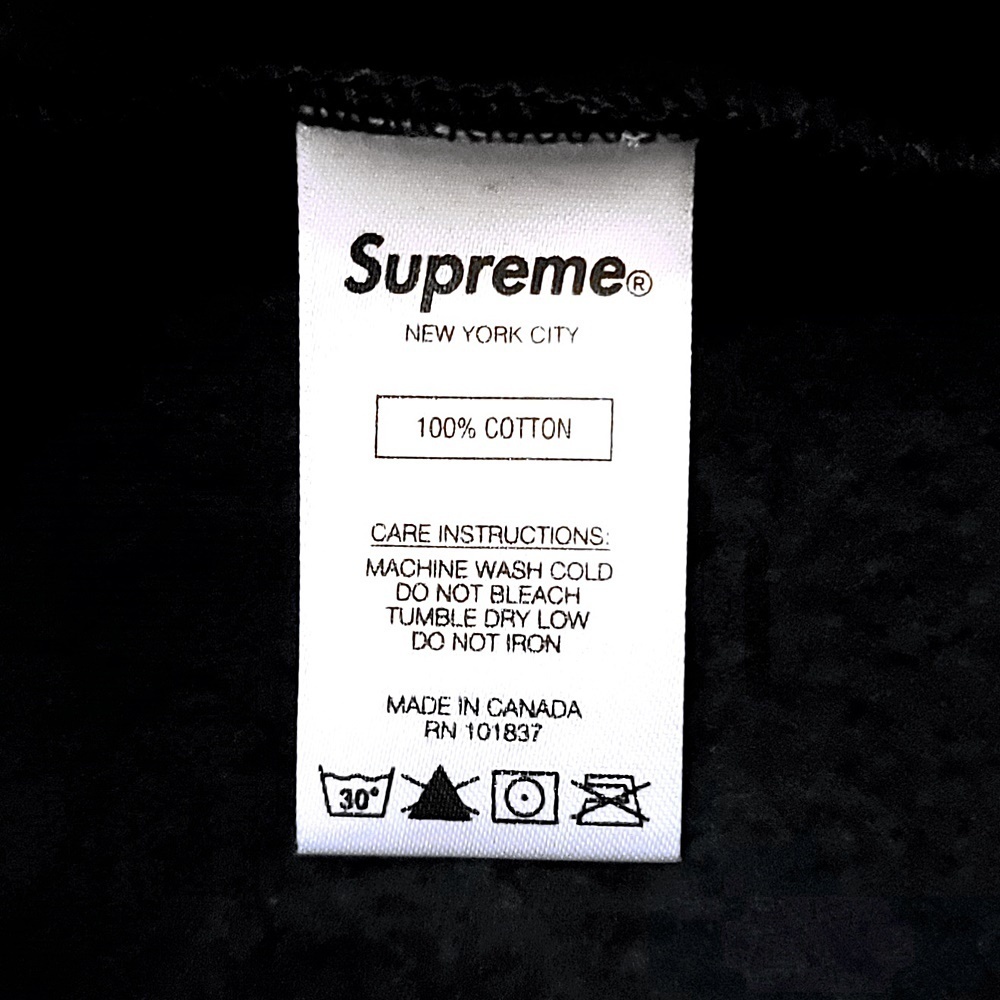 Supreme®
NEW YORK CITY
100% COTTON
CARE INSTRUCTIONS:
MACHINE WASH COLD
DO NOT BLEACH
TUMBLE DRY LOW
DO NOT IRON
MADE IN CANADA
RN 101837
30°